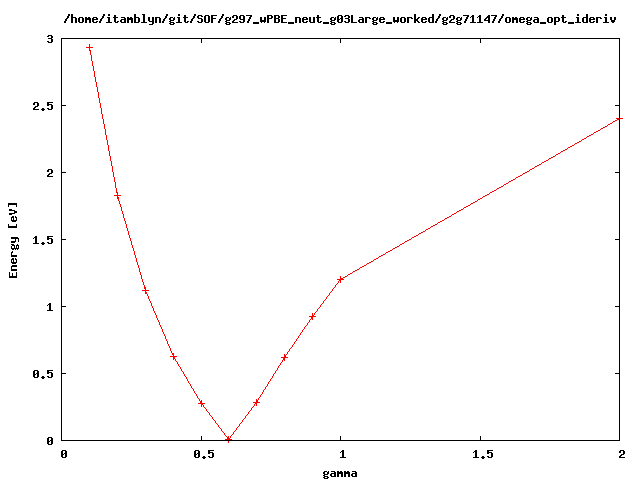 /home/itamblyn/git/SOF/g297_wPBE_neut_g03Large_worked/g2g71147/omega_opt_ideriv
3
2.5
2
1.5
1
0.5
0
Energy [eV]
0 0.5 1 1.5 2
gamma